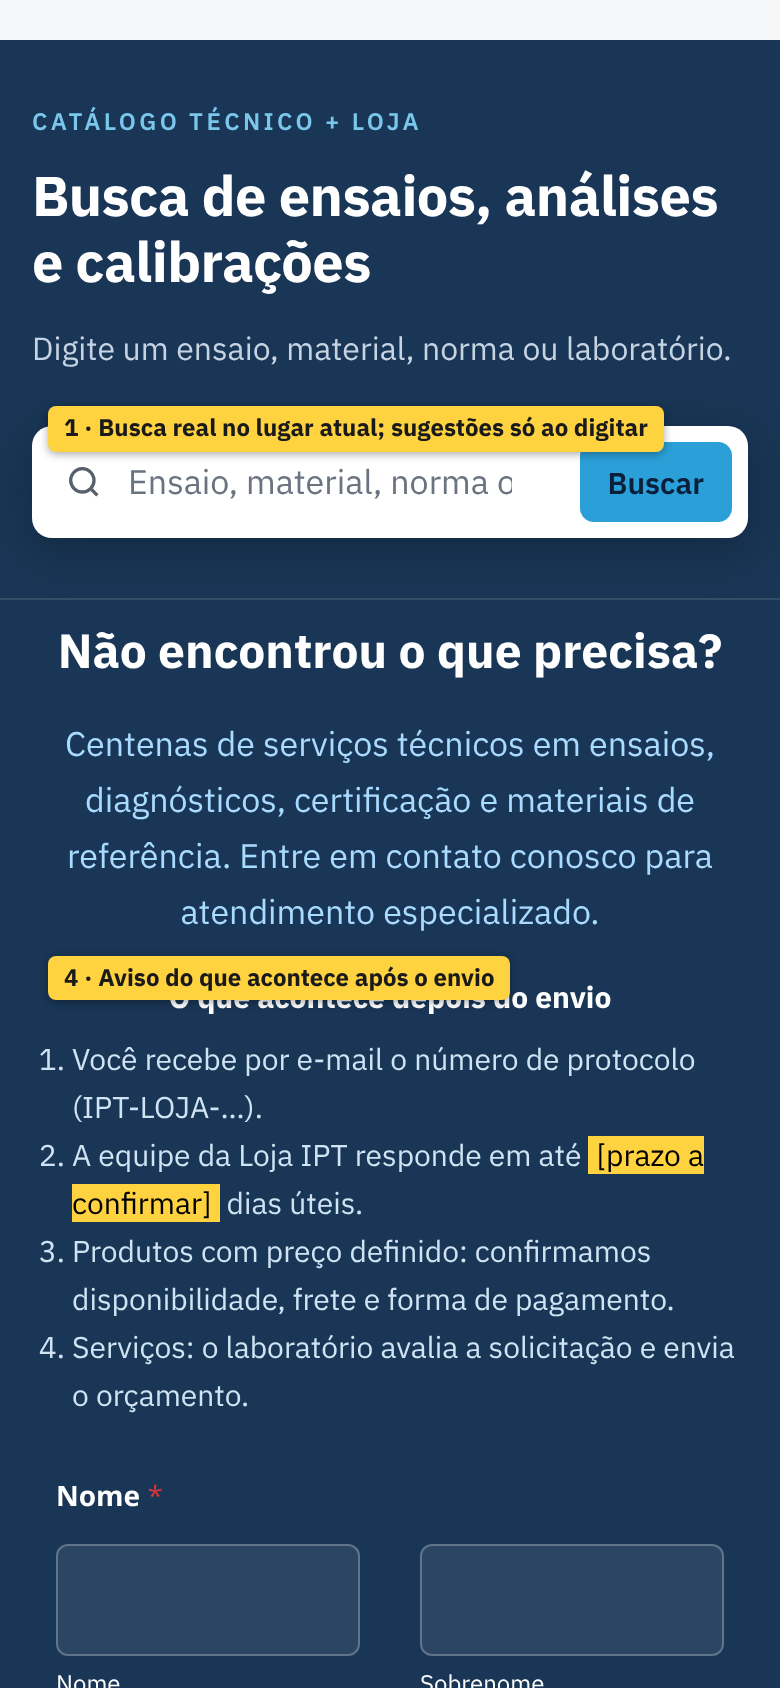 CATÁLOGO TÉCNICO + LOJA
Busca de ensaios, análises
e calibrações
Digite um ensaio, material, norma ou laboratório.
1 · Busca real no lugar atual; sugestões só ao digitar
Ensaio, material, norma o
Buscar
Não encontrou o que precisa?
Centenas de serviços técnicos em ensaios,
diagnósticos, certificação e materiais de
referência. Entre em contato conosco para
atendimento especializado.
4 · Aviso do que acontece após o envio
O que acontece depois do envio
1. Você recebe por e-mail o número de protocolo
(IPT-LOJA-...).
2. A equipe da Loja IPT responde em até [prazo a
confirmar] dias úteis.
3. Produtos com preço definido: confirmamos
disponibilidade, frete e forma de pagamento.
4. Serviços: o laboratório avalia a solicitação e envia
o orçamento.
Nome *
Nome
Sobrenome